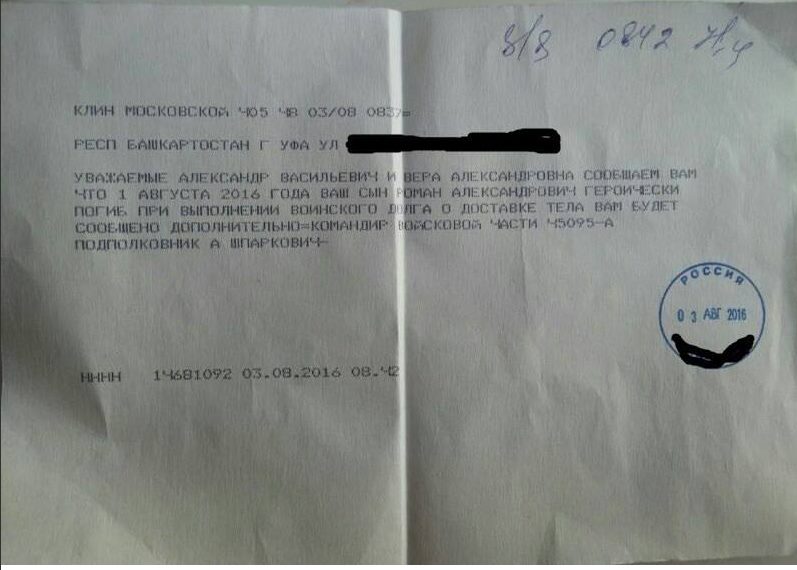 8/8 0842
КЛИН МОСКОВСКОЙ 405 48 03/08 0837=
РЕСП БАШКАРТОСТАН Г УФА УЛ
УВАЖАЕМЫЕ АЛЕКСАНДР ВАСИЛЬЕВИЧ И ВЕРА АЛЕКСАНДРОВНА СООБЩАЕМ ВАМ
ЧТО 1 АВГУСТА 2016 ГОДА ВАШ СЫН РОМАН АЛЕКСАНДРОВИЧ ГЕРОИЧЕСКИ
ПОГИБ ПРИ ВЫПОЛНЕНИИ ВОИНСКОГО ДОЛГА О ДОСТАВКЕ ТЕЛА ВАМ БУДЕТ
СООБЩЕНО ДОПОЛНИТЕЛЬНО=КОМАНДИР ВОЙСКОВОЙ ЧАСТИ 45095-А
ПОДПОЛКОВНИК А ШПАРКОВИЧ-
РОССИЯ
03 АВГ 2016
НННН 14681092 03.08.2016 08.42